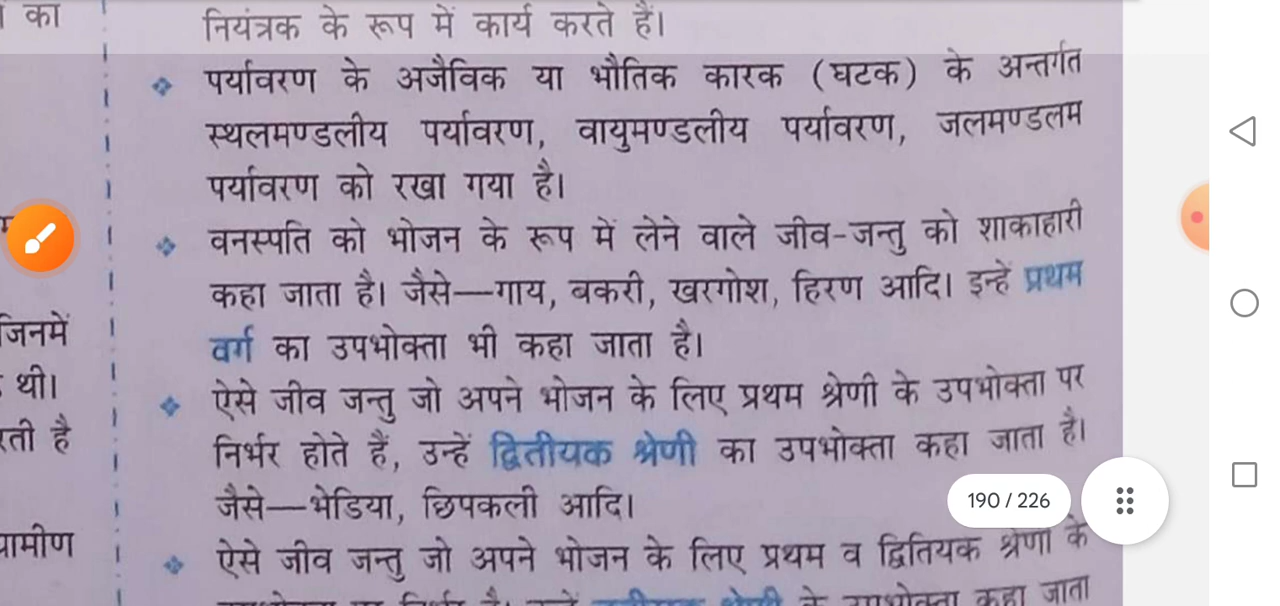 का
नियंत्रक के रूप में कार्य करते हैं।
पर्यावरण के अजैविक या भौतिक कारक (घटक) के अन्तर्गत
स्थलमण्डलीय पर्यावरण, वायुमण्डलीय पर्यावरण, जलमण्डलम
पर्यावरण को रखा गया है।
वनस्पति को भोजन के रूप में लेने वाले जीव-जन्तु को शाकाहारी
कहा जाता है। जैसे—गाय, बकरी, खरगोश, हिरण आदि। इन्हें प्रथम
जिनमें
वर्ग का उपभोक्ता भी कहा जाता है।
थी।
ऐसे जीव जन्तु जो अपने भोजन के लिए प्रथम श्रेणी के उपभोक्ता पर
है
निर्भर होते हैं, उन्हें द्वितीयक श्रेणी का उपभोक्ता कहा जाता है।
जैसे—भेडिया, छिपकली आदि।
190 / 226
ऐसे जीव जन्तु जो अपने भोजन के लिए प्रथम व द्वितियक श्रेणी के
कहा जाता